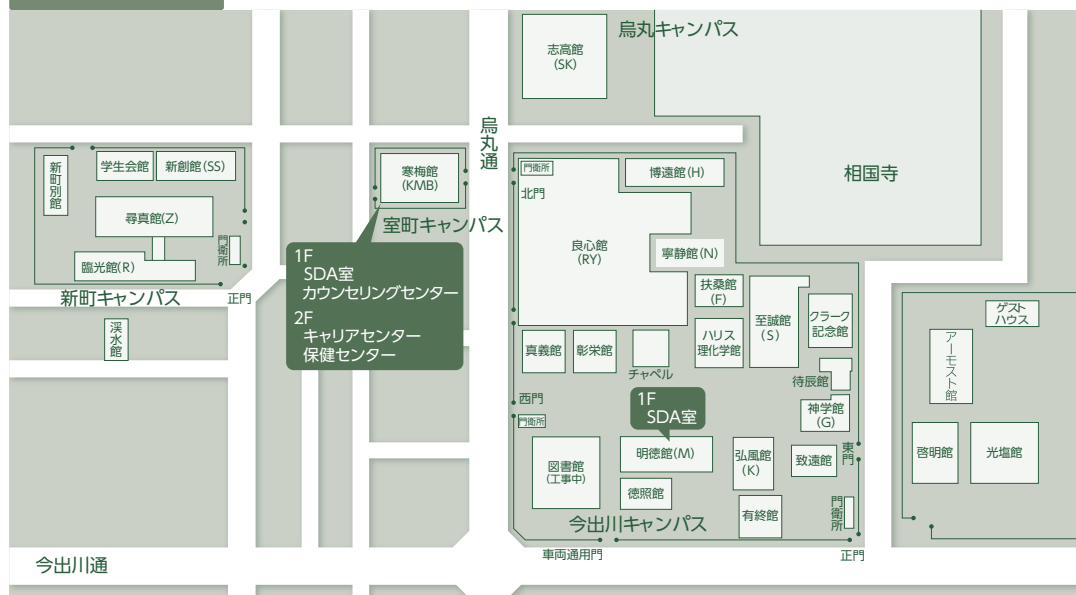 烏丸キャンパス
志高館
(SK)
烏丸通
相国寺
新町別館
学生会館
新創館(SS)
尋真館(Z)
門衛所
臨光館(R)
新町キャンパス
正門
渓水館
寒梅館
(KMB)
室町キャンパス
1F
SDA室
カウンセリングセンター
2F
キャリアセンター
保健センター
門衛所
北門
博遠館(H)
良心館
(RY)
寧静館(N)
扶桑館
(F)
至誠館
(S)
クラーク
記念館
真義館
彰栄館
チャペル
ハリス
理化学館
待辰館
神学館
(G)
西門
門衛所
1F
SDA室
図書館
(工事中)
明徳館(M)
徳照館
弘風館
(K)
致遠館
東門
有終館
門衛所
今出川キャンパス
車両通用門
正門
ゲスト
ハウス
アーモスト館
啓明館
光塩館
今出川通